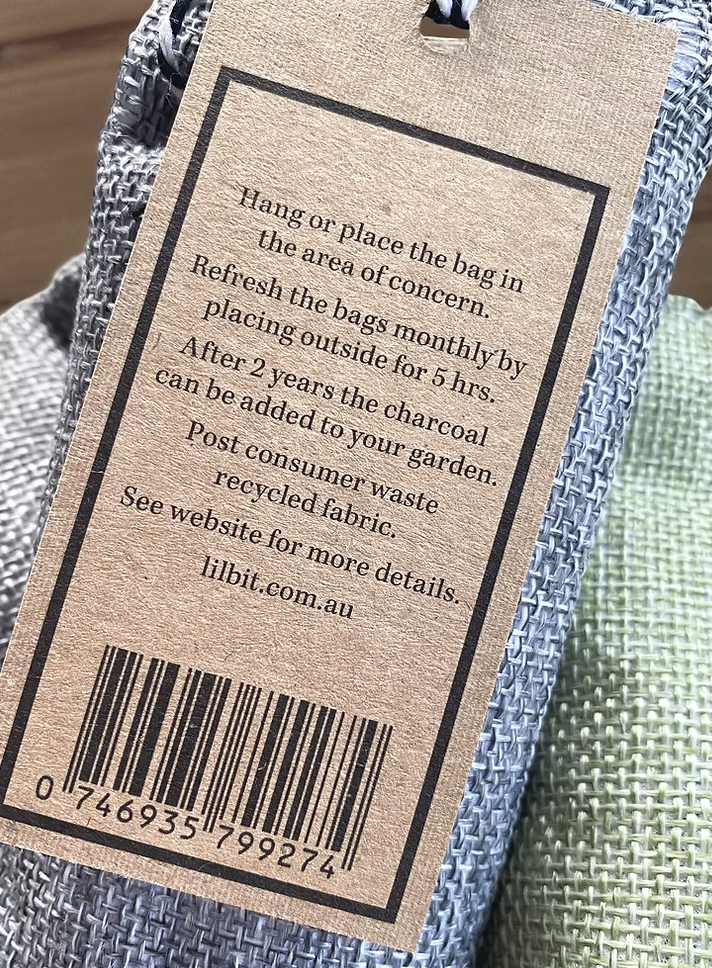 Hang or place the bag in
the area of concern.
Refresh the bags monthly by
placing outside for 5 hrs.
After 2 years the charcoal
can be added to your garden.
Post consumer waste
recycled fabric.
See website for more details.
lilbit.com.au
0 746935 799274